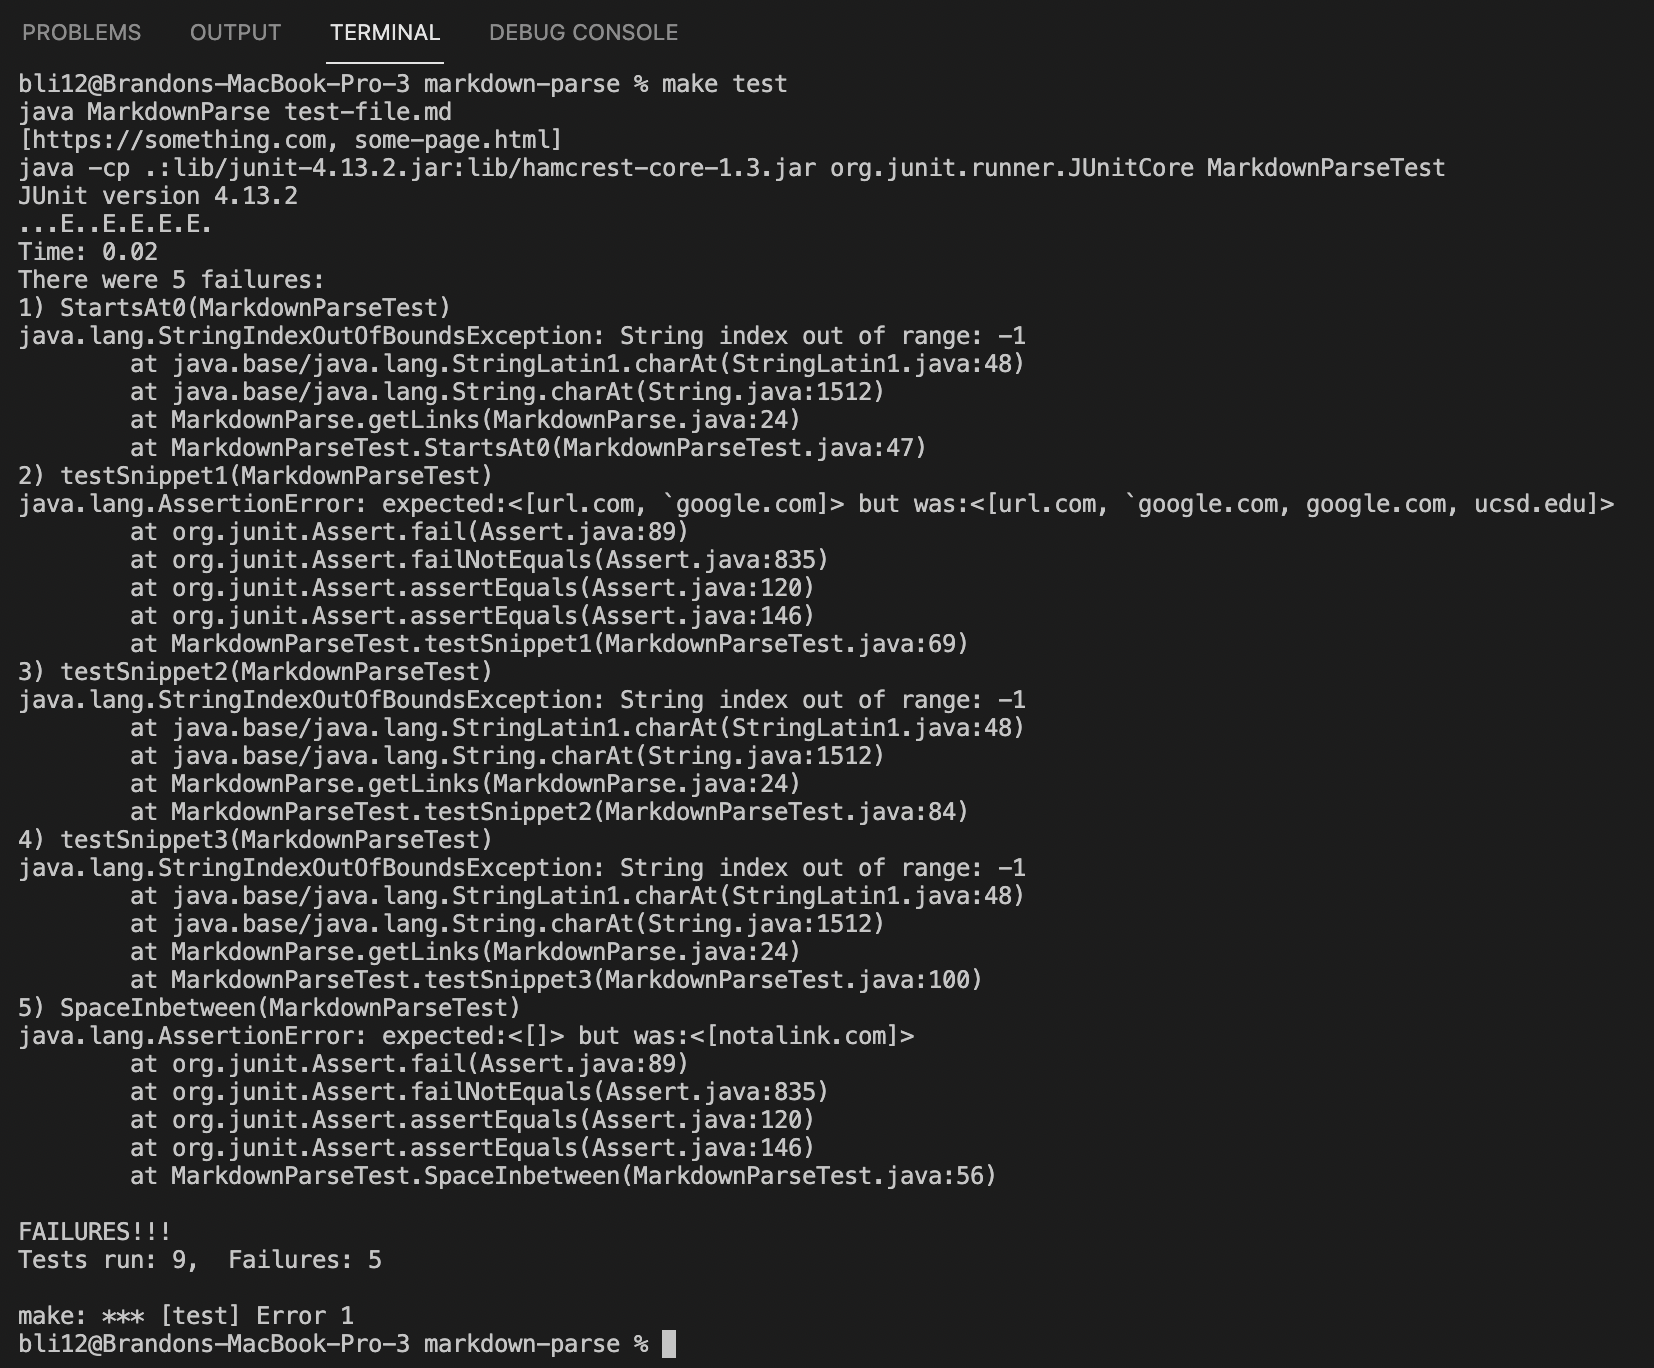 PROBLEMS OUTPUT TERMINAL DEBUG CONSOLE
bli12@Brandons-MacBook-Pro-3 markdown-parse % make test
java MarkdownParse test-file.md
[https://something.com, some-page.html]
java -cp .:lib/junit-4.13.2.jar:lib/hamcrest-core-1.3.jar org.junit.runner.JUnitCore MarkdownParseTest
JUnit version 4.13.2
...E..E.E.E.E.
Time: 0.02
There were 5 failures:
1) StartsAt0(MarkdownParseTest)
java.lang.StringIndexOutOfBoundsException: String index out of range: -1
        at java.base/java.lang.StringLatin1.charAt(StringLatin1.java:48)
        at java.base/java.lang.String.charAt(String.java:1512)
        at MarkdownParse.getLinks(MarkdownParse.java:24)
        at MarkdownParseTest.StartsAt0(MarkdownParseTest.java:47)
2) testSnippet1(MarkdownParseTest)
java.lang.AssertionError: expected:<[url.com, `google.com]> but was:<[url.com, `google.com, google.com, ucsd.edu]>
        at org.junit.Assert.fail(Assert.java:89)
        at org.junit.Assert.failNotEquals(Assert.java:835)
        at org.junit.Assert.assertEquals(Assert.java:120)
        at org.junit.Assert.assertEquals(Assert.java:146)
        at MarkdownParseTest.testSnippet1(MarkdownParseTest.java:69)
3) testSnippet2(MarkdownParseTest)
java.lang.StringIndexOutOfBoundsException: String index out of range: -1
        at java.base/java.lang.StringLatin1.charAt(StringLatin1.java:48)
        at java.base/java.lang.String.charAt(String.java:1512)
        at MarkdownParse.getLinks(MarkdownParse.java:24)
        at MarkdownParseTest.testSnippet2(MarkdownParseTest.java:84)
4) testSnippet3(MarkdownParseTest)
java.lang.StringIndexOutOfBoundsException: String index out of range: -1
        at java.base/java.lang.StringLatin1.charAt(StringLatin1.java:48)
        at java.base/java.lang.String.charAt(String.java:1512)
        at MarkdownParse.getLinks(MarkdownParse.java:24)
        at MarkdownParseTest.testSnippet3(MarkdownParseTest.java:100)
5) SpaceInbetween(MarkdownParseTest)
java.lang.AssertionError: expected:<[]> but was:<[notalink.com]>
        at org.junit.Assert.fail(Assert.java:89)
        at org.junit.Assert.failNotEquals(Assert.java:835)
        at org.junit.Assert.assertEquals(Assert.java:120)
        at org.junit.Assert.assertEquals(Assert.java:146)
        at MarkdownParseTest.SpaceInbetween(MarkdownParseTest.java:56)

FAILURES!!!
Tests run: 9,  Failures: 5

make: *** [test] Error 1
bli12@Brandons-MacBook-Pro-3 markdown-parse %